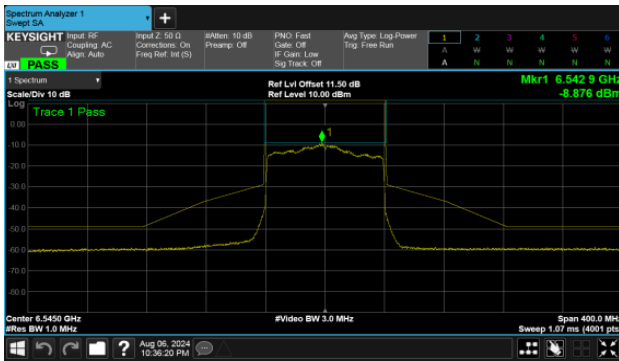 Spectrum Analyzer 1
Swept SA
KEYSIGHT
Input: RF
Coupling: AC
Align: Auto
Input Z: 50 Ω
Corrections: On
Freq Ref: Int (S)
#Atten: 10 dB
Preamp: Off
PNO: Fast
Gate: Off
IF Gain: Low
Sig Track: Off
Avg Type: Log-Power
Trig: Free Run
1 2 3 4 5 6
A W W W W W
A N N N N N
LXI PASS
1 Spectrum
Scale/Div 10 dB
Ref Lvl Offset 11.50 dB
Ref Level 10.00 dBm
Mkr1 6.542 9 GHz
-8.876 dBm
Log
Trace 1 Pass
1
0.00
-10.0
-20.0
-30.0
-40.0
-50.0
-60.0
-70.0
-80.0
Center 6.5450 GHz
#Res BW 1.0 MHz
#Video BW 3.0 MHz
Span 400.0 MHz
Sweep 1.07 ms (4001 pts)
Aug 06, 2024
10:36:20 PM